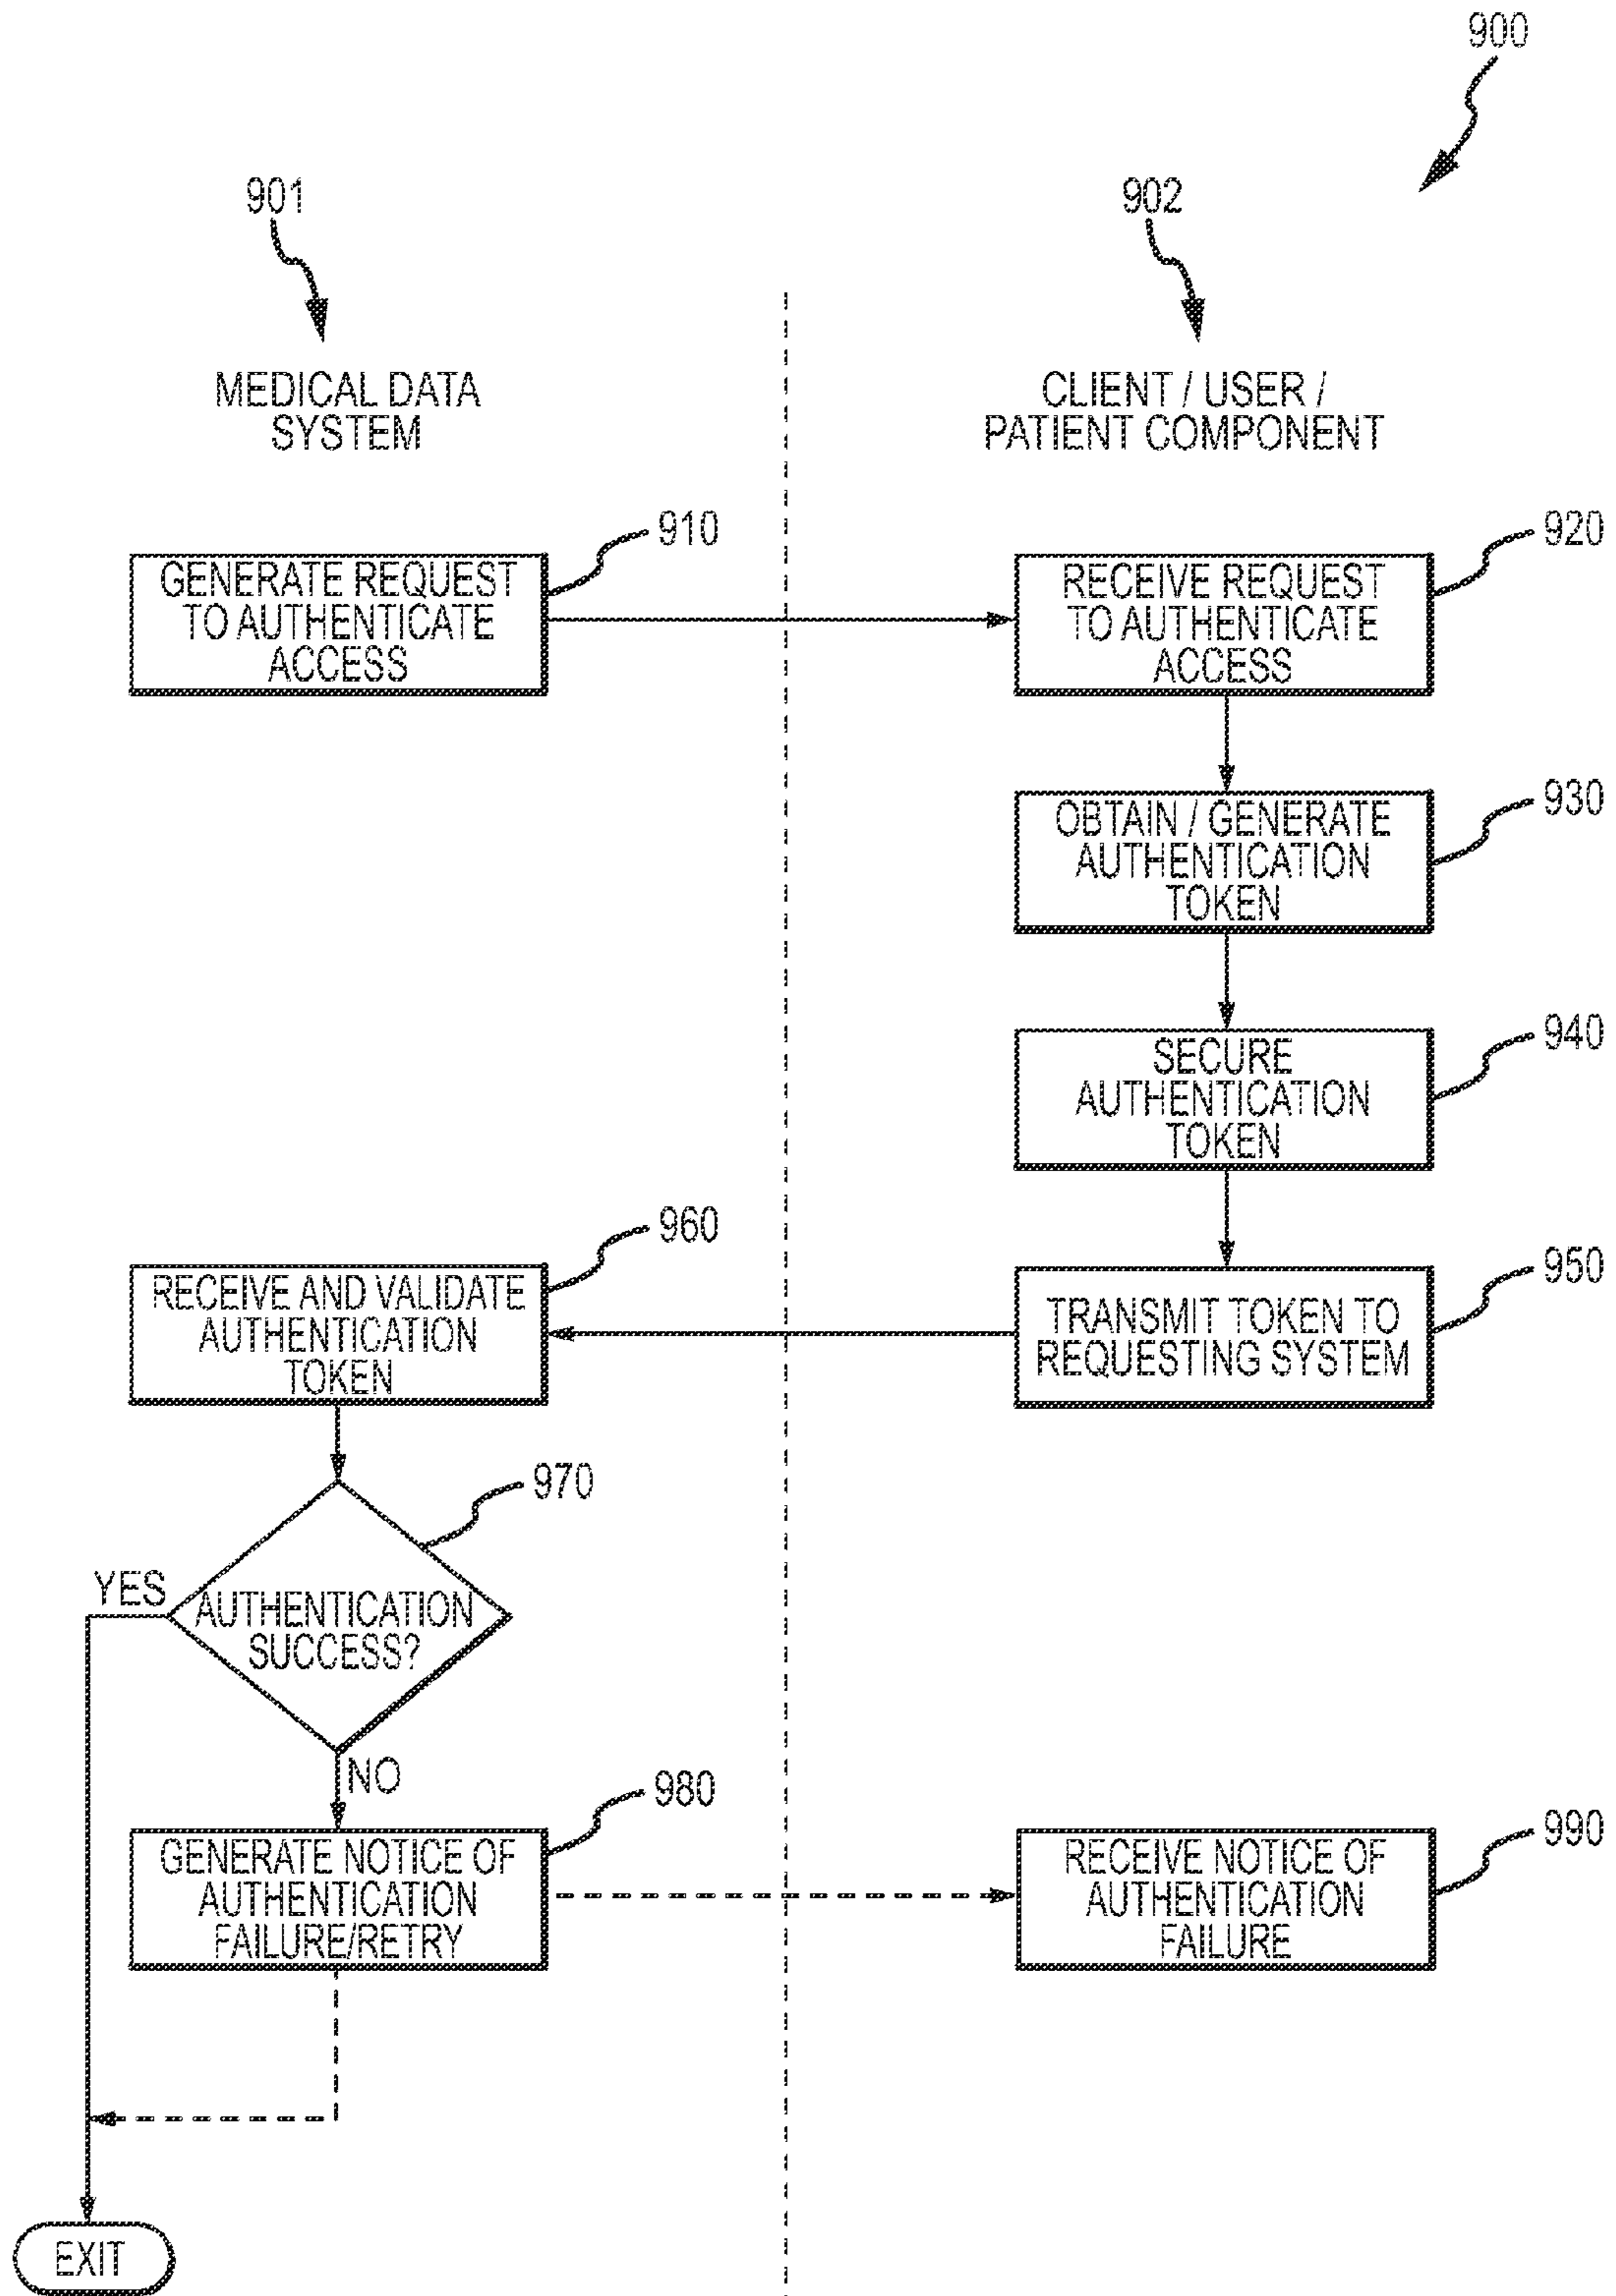 900
901
902
MEDICAL DATA
SYSTEM
CLIENT / USER /
PATIENT COMPONENT
910
GENERATE REQUEST
TO AUTHENTICATE
ACCESS
920
RECEIVE REQUEST
TO AUTHENTICATE
ACCESS
930
OBTAIN / GENERATE
AUTHENTICATION
TOKEN
940
SECURE
AUTHENTICATION
TOKEN
950
TRANSMIT TOKEN TO
REQUESTING SYSTEM
960
RECEIVE AND VALIDATE
AUTHENTICATION
TOKEN
970
YES
AUTHENTICATION
SUCCESS?
NO
980
GENERATE NOTICE OF
AUTHENTICATION
FAILURE/RETRY
990
RECEIVE NOTICE OF
AUTHENTICATION
FAILURE
EXIT